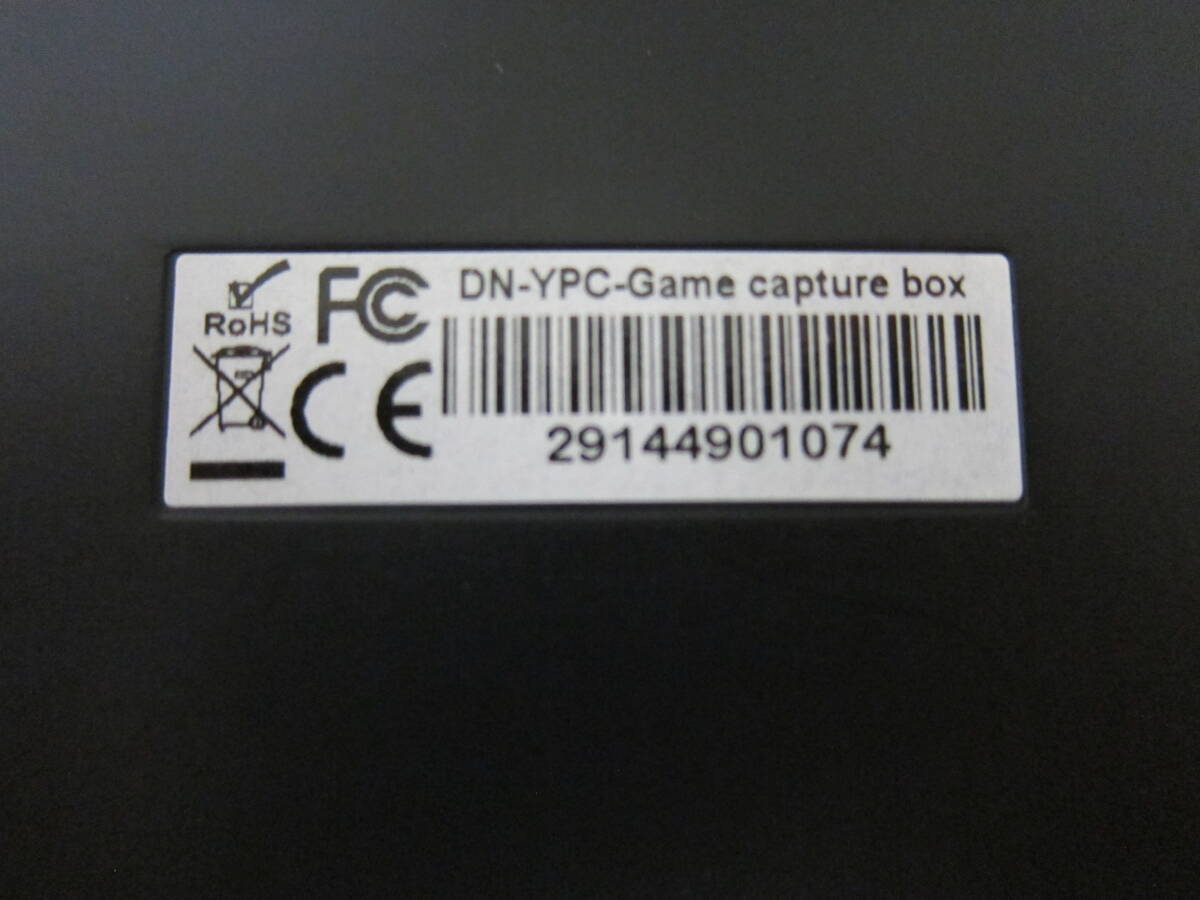 RoHS
FC
CE
DN-YPC-Game capture box
29144901074